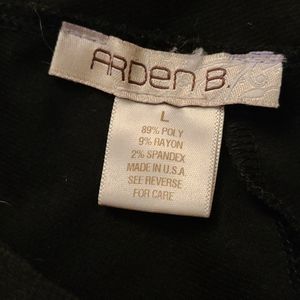 ARDEN B.
L
89% POLY
9% RAYON
2% SPANDEX
MADE IN U.S.A.
SEE REVERSE
FOR CARE